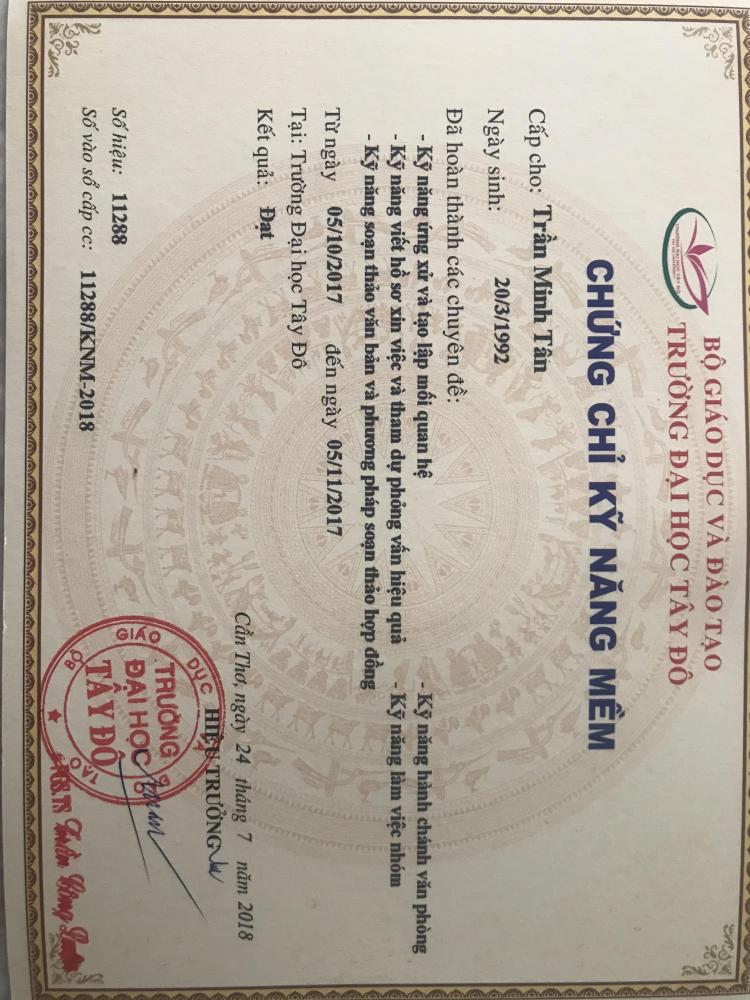 BỘ GIÁO DỤC VÀ ĐÀO TẠO
TRƯỜNG ĐẠI HỌC TÂY ĐÔ
CHỨNG CHỈ KỸ NĂNG MỀM
Cấp cho: Trần Minh Tân
Ngày sinh: 20/3/1992
Đã hoàn thành các chuyên đề:
- Kỹ năng ứng xử và tạo lập mối quan hệ - Kỹ năng hành chánh văn phòng
- Kỹ năng viết hồ sơ xin việc và tham dự phỏng vấn hiệu quả - Kỹ năng làm việc nhóm
- Kỹ năng soạn thảo văn bản và phương pháp soạn thảo hợp đồng
Từ ngày 05/10/2017 đến ngày 05/11/2017
Tại: Trường Đại học Tây Đô
Kết quả: Đạt
Cần Thơ, ngày 24 tháng 7 năm 2018
HIỆU TRƯỞNG
BỘ GIÁO DỤC
TẠO
TRƯỜNG
ĐẠI HỌC
TÂY ĐÔ
Số hiệu: 11288
Số vào sổ cấp cc: 11288/KNM-2018
PGS.TS Trần Công